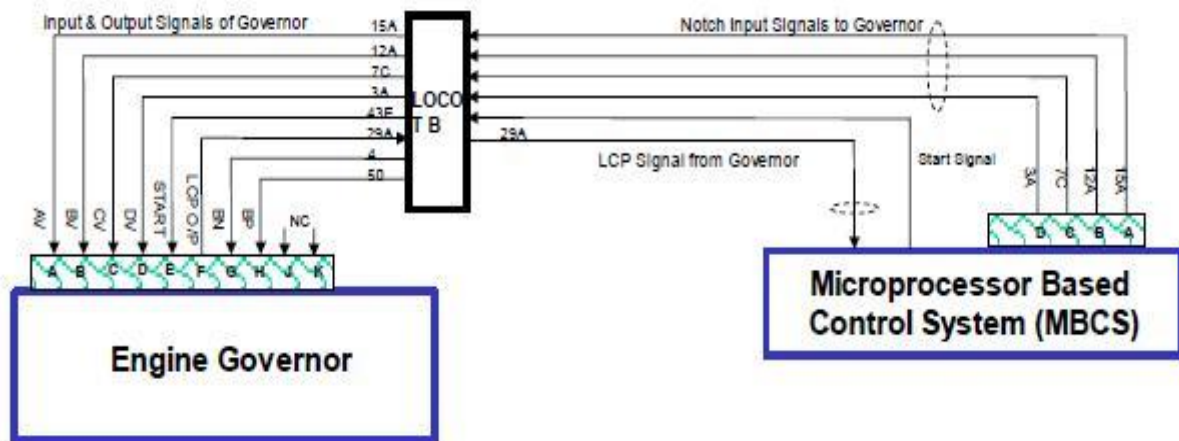 Input & Output Signals of Governor
15A
12A
7C
3A
43E
29A
4
50
LOCO
T B
Notch Input Signals to Governor
29A
LCP Signal from Governor
Start Signal
3A
7C
12A
15A
AV
BV
CV
DV
START
LCP O/P
BN
BP
NC
A B C D E F G H J K
D C B A
Engine Governor
Microprocessor Based
Control System (MBCS)